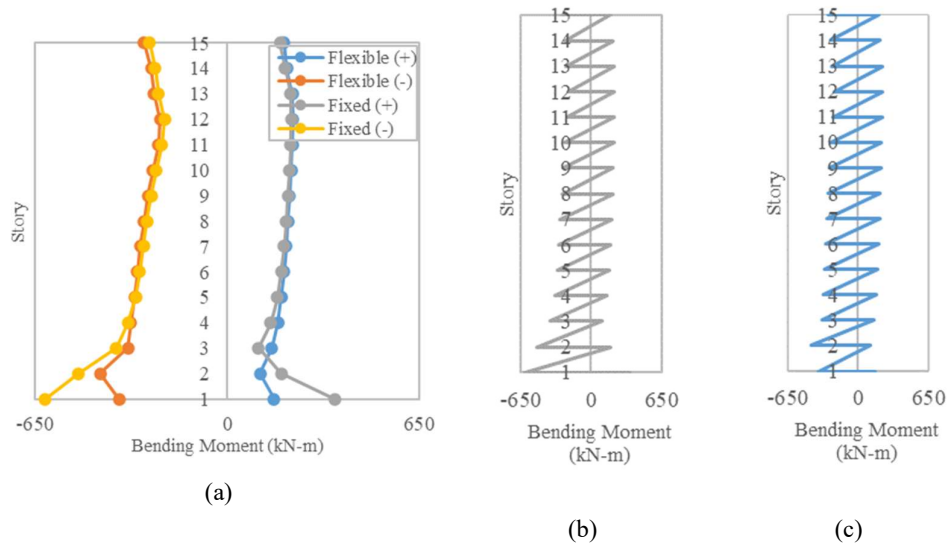 15
14
13
12
11
10
9
8
7
6
5
4
3
2
1
Flexible (+)
Flexible (-)
Fixed (+)
Fixed (-)
Story
-650 0 650
Bending Moment (kN-m)
(a)
15
14
13
12
11
10
9
8
7
6
5
4
3
2
1
Story
-650 0 650
Bending Moment
(kN-m)
(b)
15
14
13
12
11
10
9
8
7
6
5
4
3
2
1
Story
-650 0 650
Bending Moment
(kN-m)
(c)